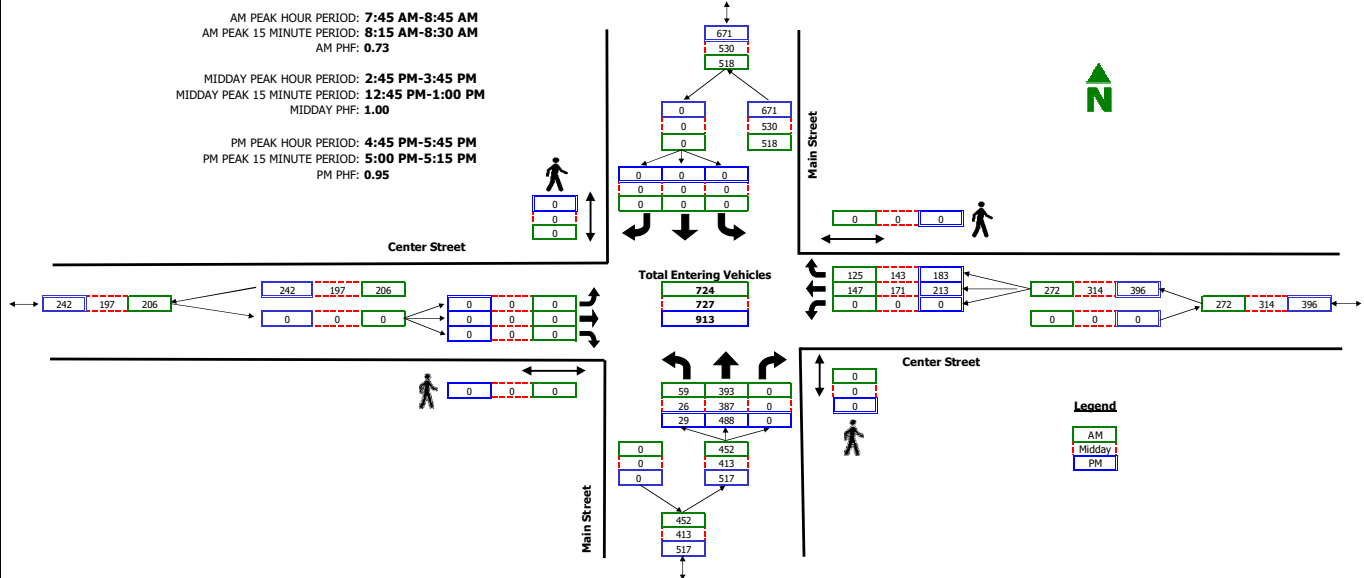 AM PEAK HOUR PERIOD: 7:45 AM-8:45 AM
AM PEAK 15 MINUTE PERIOD: 8:15 AM-8:30 AM
AM PHF: 0.73
MIDDAY PEAK HOUR PERIOD: 2:45 PM-3:45 PM
MIDDAY PEAK 15 MINUTE PERIOD: 12:45 PM-1:00 PM
MIDDAY PHF: 1.00
PM PEAK HOUR PERIOD: 4:45 PM-5:45 PM
PM PEAK 15 MINUTE PERIOD: 5:00 PM-5:15 PM
PM PHF: 0.95
671
530
518
0
0
0
671
530
518
0 0 0
0 0 0
0 0 0
Main Street
N
0
0
0
0 0 0
Center Street
242 197 206
242 197 206
0 0 0
0 0 0
0 0 0
0 0 0
Total Entering Vehicles
724
727
913
125 143 183
147 171 213
0 0 0
272 314 396
0 0 0
272 314 396
Center Street
0 0 0
59 393 0
26 387 0
29 488 0
0
0
0
0
0
0
452
413
517
452
413
517
Main Street
Legend
AM
Midday
PM